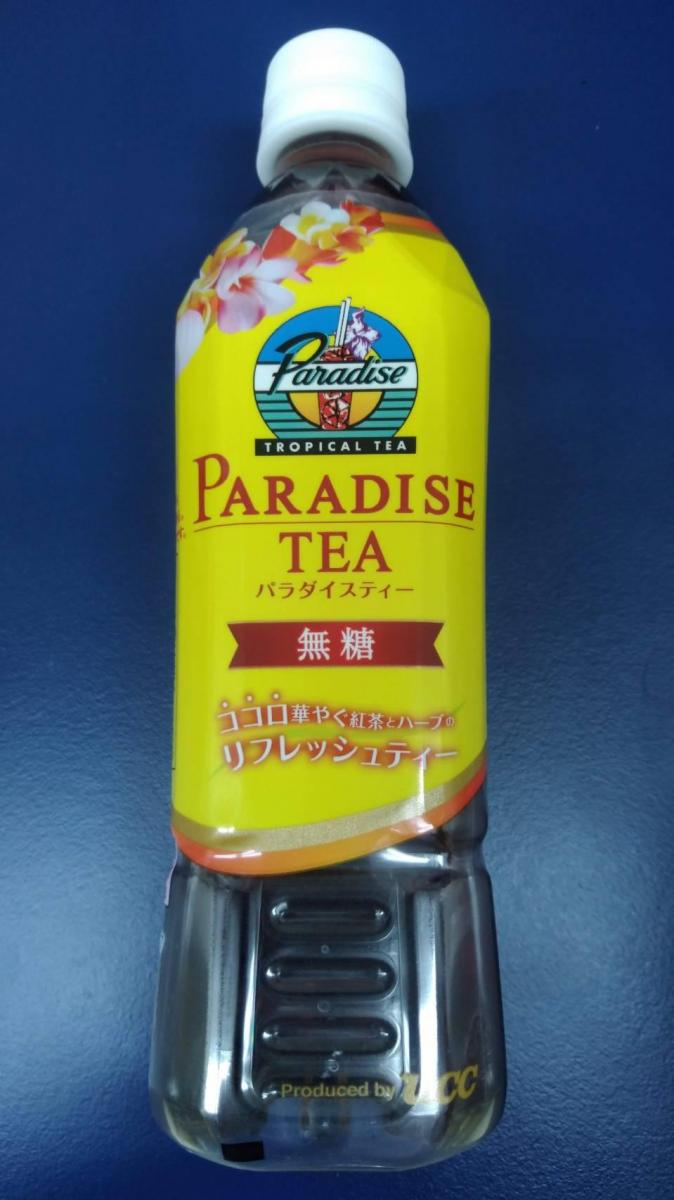 Paradise
TROPICAL TEA
PARADISE
TEA
パラダイスティー
無糖
ココロ華やぐ紅茶とハーブの
リフレッシュティー
Produced by UCC